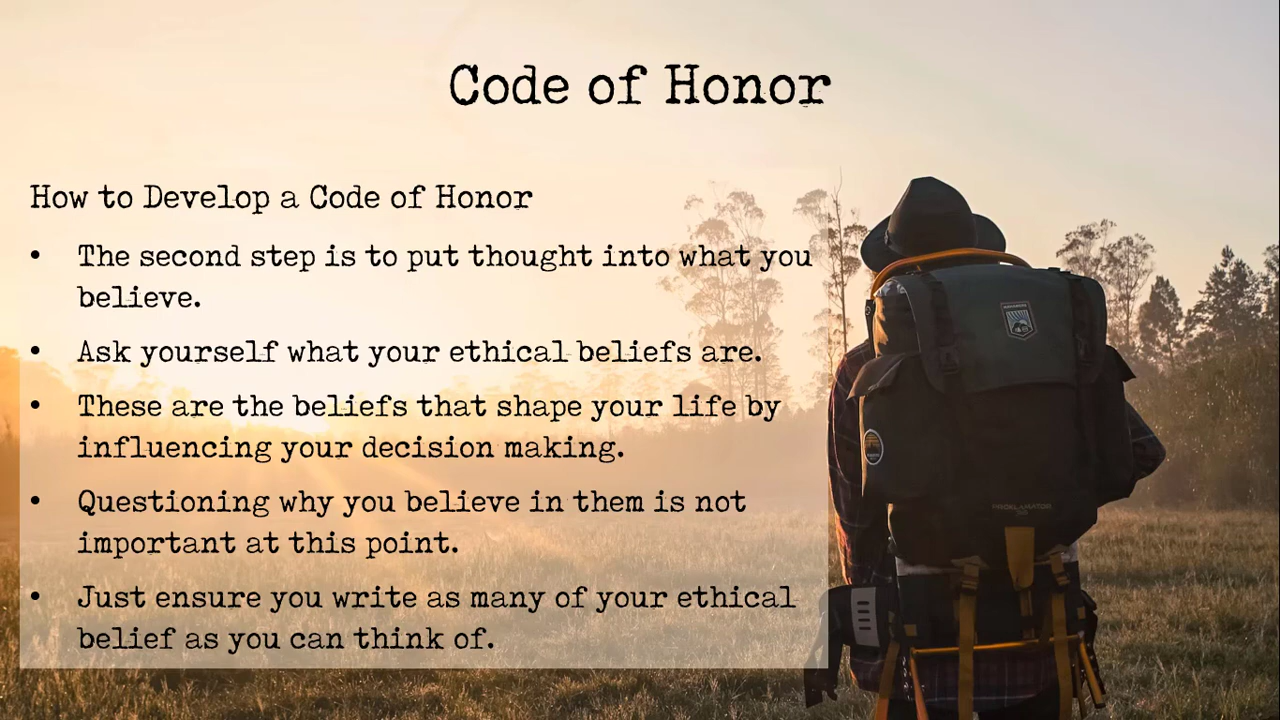 Code of Honor
How to Develop a Code of Honor
• The second step is to put thought into what you
believe.
• Ask yourself what your ethical beliefs are.
• These are the beliefs that shape your life by
influencing your decision making.
• Questioning why you believe in them is not
important at this point.
• Just ensure you write as many of your ethical
belief as you can think of.